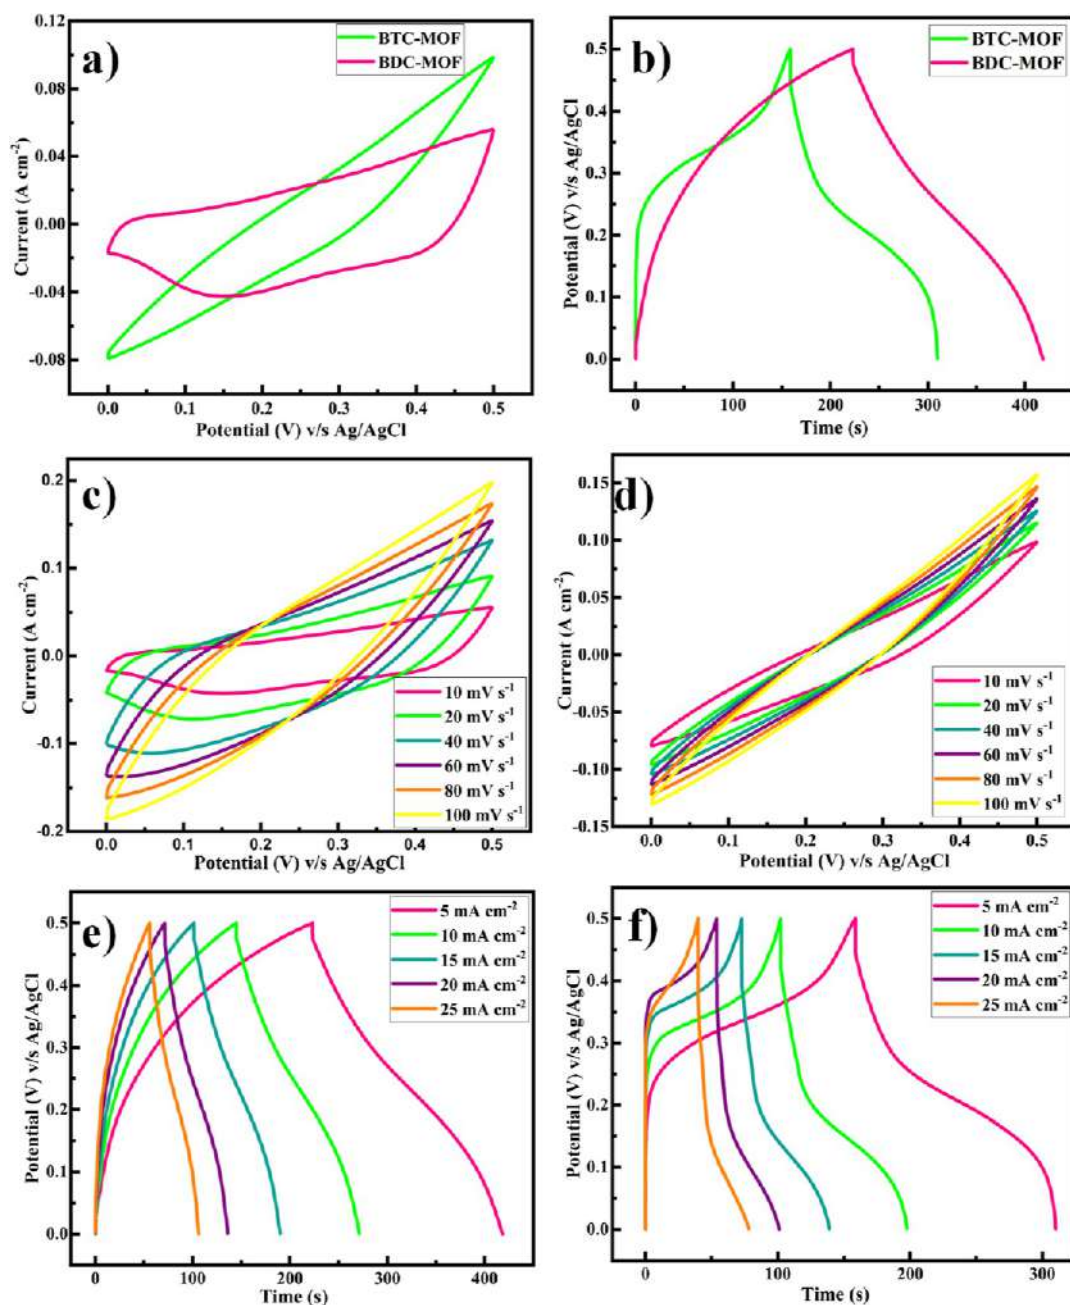 a)
BTC-MOF
BDC-MOF
Current (A cm⁻²)
0.12
0.08
0.04
0.00
-0.04
-0.08
0.0 0.1 0.2 0.3 0.4 0.5
Potential (V) v/s Ag/AgCl
b)
BTC-MOF
BDC-MOF
Potential (V) v/s Ag/AgCl
0.5
0.4
0.3
0.2
0.1
0.0
0 100 200 300 400
Time (s)
c)
Current (A cm⁻²)
0.2
0.1
0.0
-0.1
-0.2
10 mV s⁻¹
20 mV s⁻¹
40 mV s⁻¹
60 mV s⁻¹
80 mV s⁻¹
100 mV s⁻¹
0.0 0.1 0.2 0.3 0.4 0.5
Potential (V) v/s Ag/AgCl
d)
Current (A cm⁻²)
0.15
0.10
0.05
0.00
-0.05
-0.10
-0.15
10 mV s⁻¹
20 mV s⁻¹
40 mV s⁻¹
60 mV s⁻¹
80 mV s⁻¹
100 mV s⁻¹
0.0 0.1 0.2 0.3 0.4 0.5
Potential (V) v/s Ag/AgCl
e)
5 mA cm⁻²
10 mA cm⁻²
15 mA cm⁻²
20 mA cm⁻²
25 mA cm⁻²
Potential (V) v/s Ag/AgCl
0.5
0.4
0.3
0.2
0.1
0.0
0 100 200 300 400
Time (s)
f)
5 mA cm⁻²
10 mA cm⁻²
15 mA cm⁻²
20 mA cm⁻²
25 mA cm⁻²
Potential (V) v/s Ag/AgCl
0.5
0.4
0.3
0.2
0.1
0.0
0 100 200 300
Time (s)